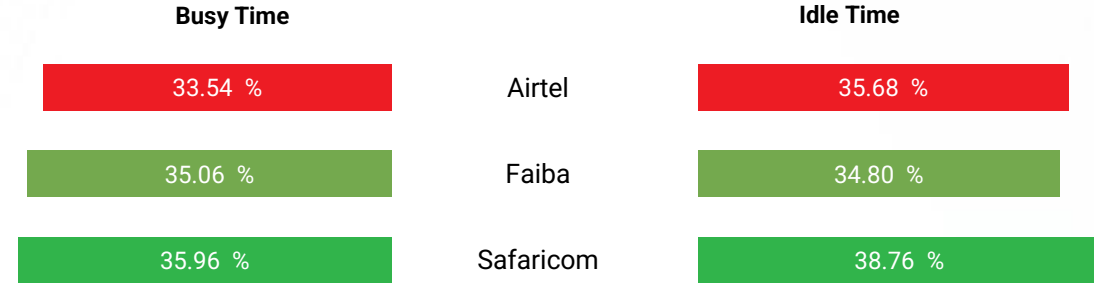 Busy Time Idle Time
33.54 % Airtel 35.68 %
35.06 % Faiba 34.80 %
35.96 % Safaricom 38.76 %